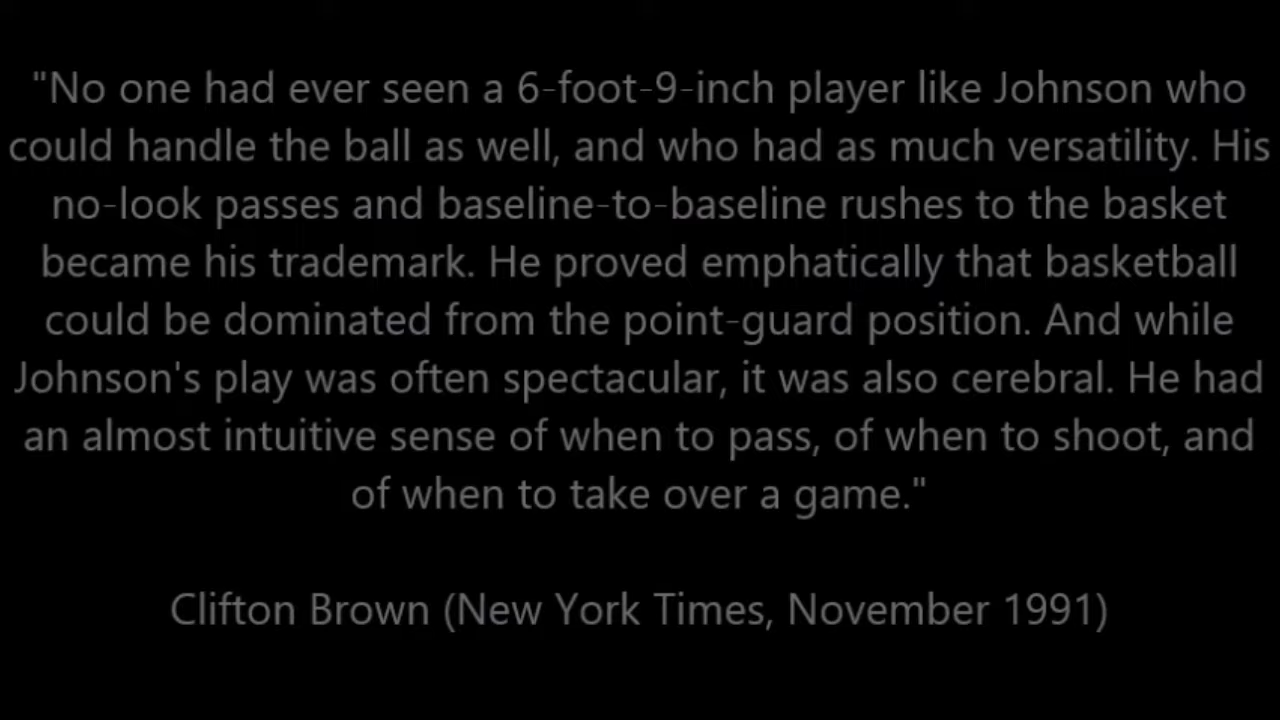 "No one had ever seen a 6-foot-9-inch player like Johnson who
could handle the ball as well, and who had as much versatility. His
no-look passes and baseline-to-baseline rushes to the basket
became his trademark. He proved emphatically that basketball
could be dominated from the point-guard position. And while
Johnson's play was often spectacular, it was also cerebral. He had
an almost intuitive sense of when to pass, of when to shoot, and
of when to take over a game."
Clifton Brown (New York Times, November 1991)